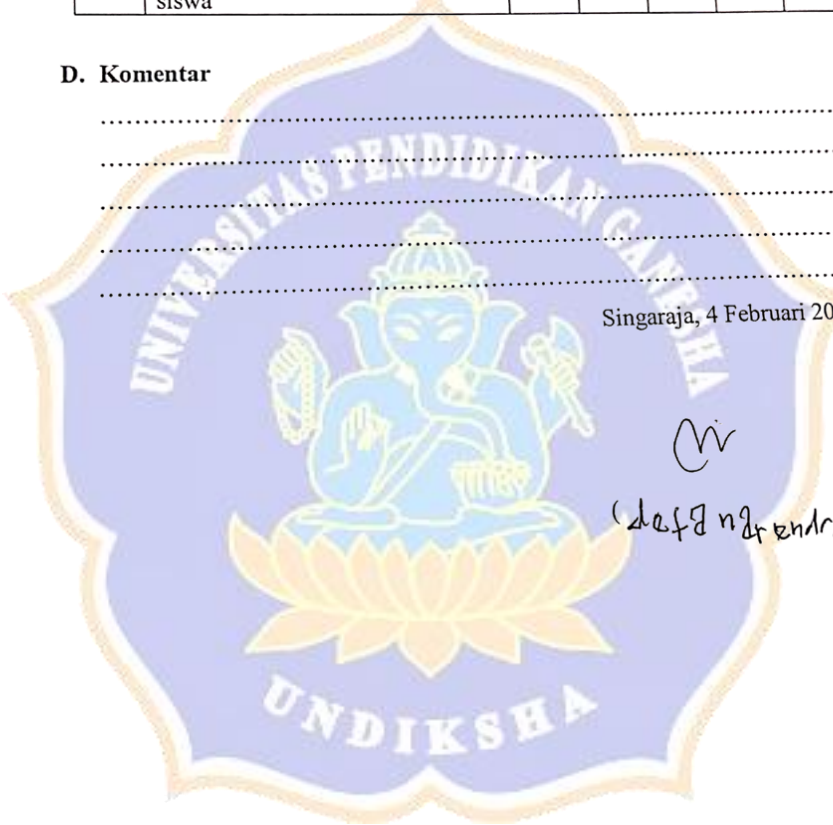 siswa
D. Komentar
................................................................
................................................................
................................................................
................................................................
................................................................
UNIVERSITAS PENDIDIKAN GANESHA
Singaraja, 4 Februari 20
UNDIKSHA